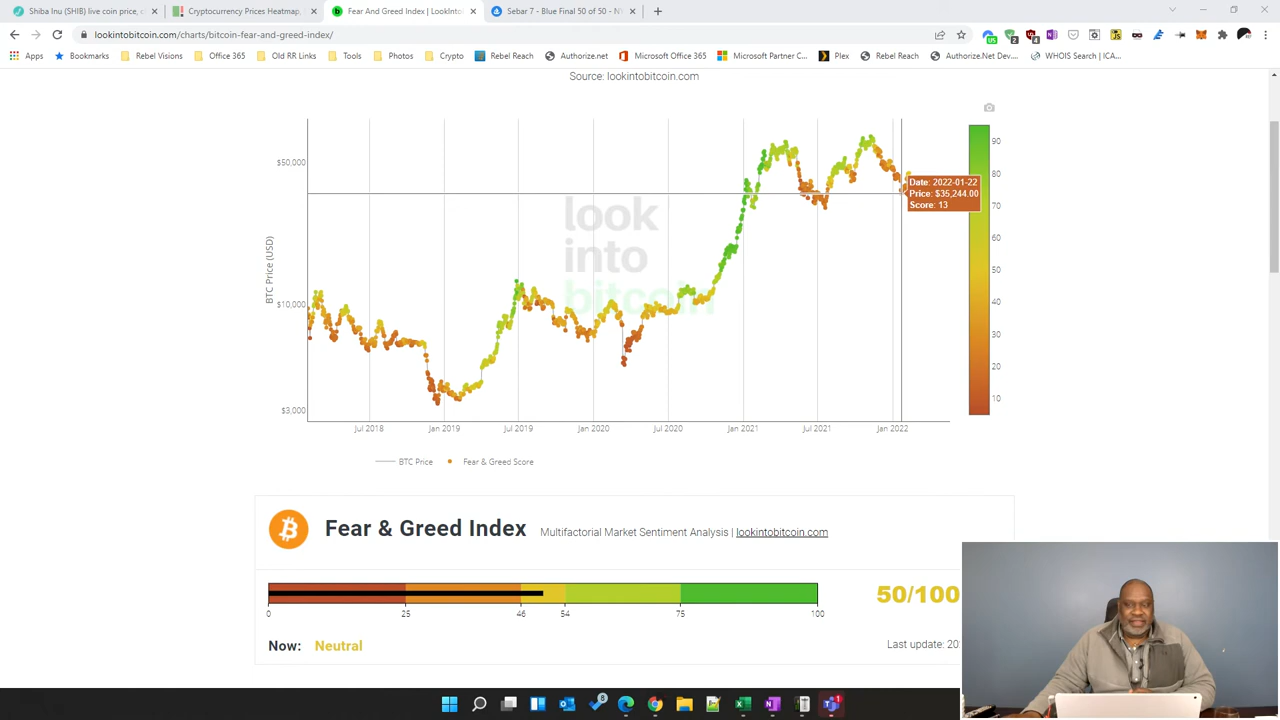 Shiba Inu (SHIB) live coin price, c
Cryptocurrency Prices Heatmap,
Fear And Greed Index | LookInto
Sebar 7 - Blue Final 50 of 50 - NV
lookintobitcoin.com/charts/bitcoin-fear-and-greed-index/
Apps
Bookmarks
Rebel Visions
Office 365
Old RR Links
Tools
Photos
Crypto
Rebel Reach
Authorize.net
Microsoft Office 365
Microsoft Partner C...
Plex
Rebel Reach
Authorize.Net Dev....
WHOIS Search | ICA...
Source: lookintobitcoin.com
look
into
bitcoin
BTC Price (USD)
$50,000
$10,000
$3,000
Date: 2022-01-22
Price: $35,244.00
Score: 13
90
80
70
60
50
40
30
20
10
Jul 2018
Jan 2019
Jul 2019
Jan 2020
Jul 2020
Jan 2021
Jul 2021
Jan 2022
BTC Price
Fear & Greed Score
Fear & Greed Index
Multifactorial Market Sentiment Analysis | lookintobitcoin.com
50/100
0
25
46
54
75
100
Now: Neutral
Last update: 20